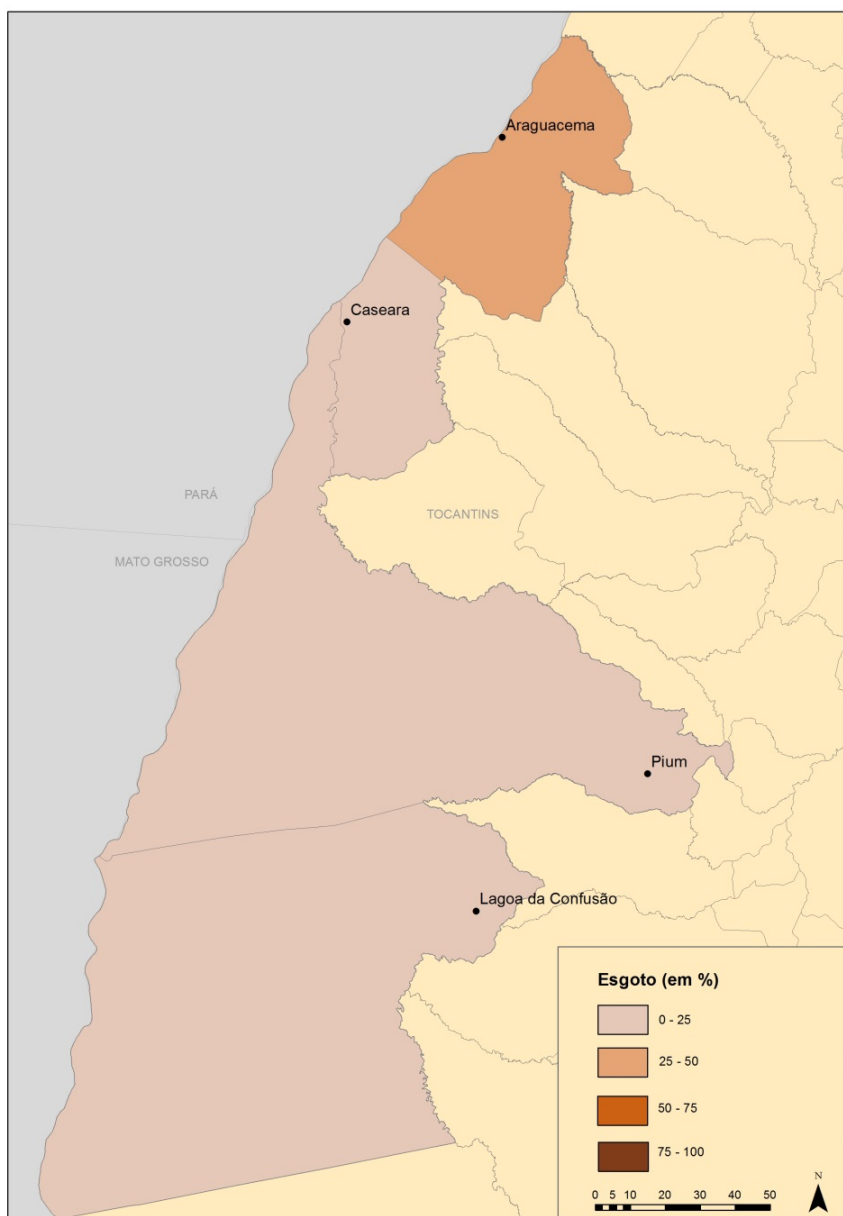 Araguacema
Caseara
PARÁ
TOCANTINS
MATO GROSSO
Pium
Lagoa da Confusão
Esgoto (em %)
0 - 25
25 - 50
50 - 75
75 - 100
N
0 5 10 20 30 40 50